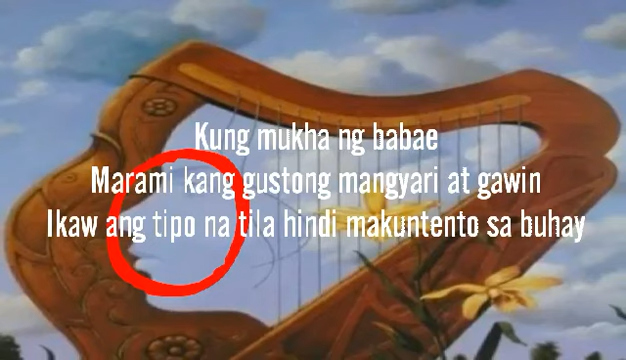 Kung mukha ng babae
Marami kang gustong mangyari at gawin
Ikaw ang tipo na tila hindi makuntento sa buhay